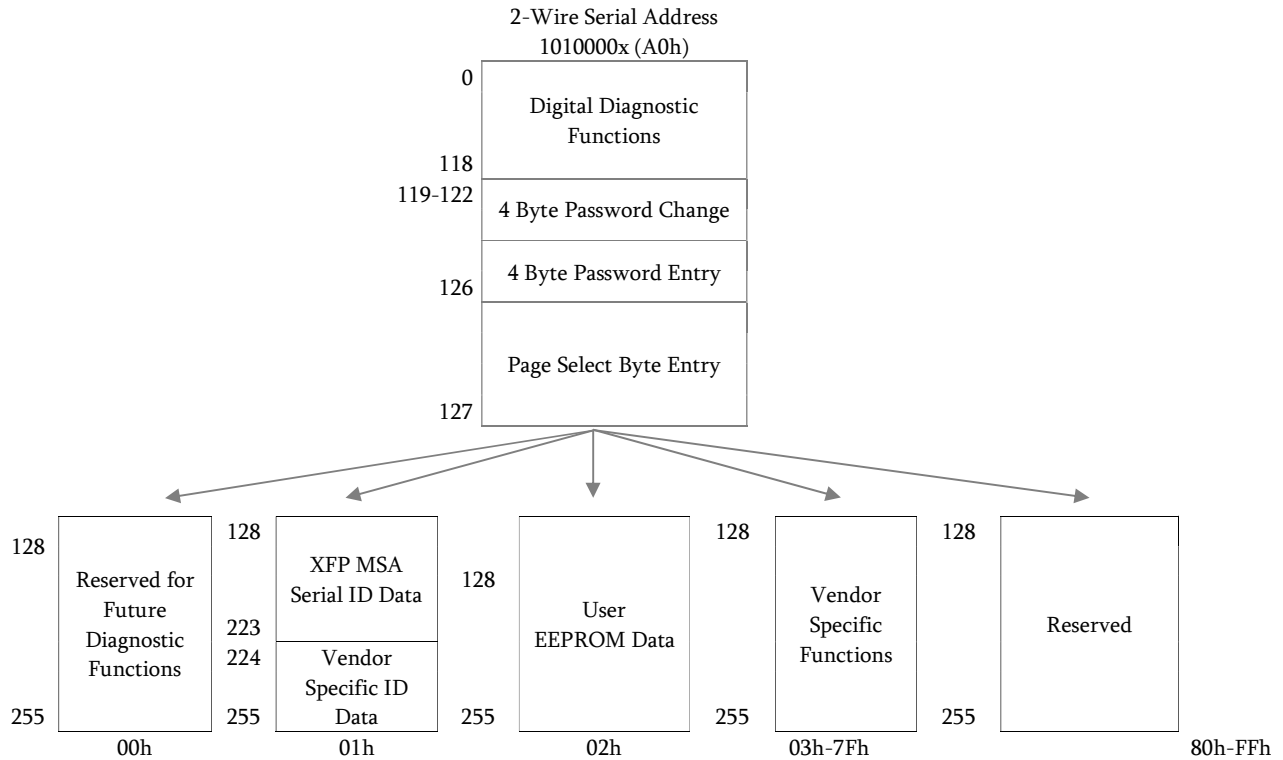 2-Wire Serial Address
1010000x (A0h)
0
Digital Diagnostic
Functions
118
119-122
4 Byte Password Change
4 Byte Password Entry
126
Page Select Byte Entry
127
128
Reserved for
Future
Diagnostic
Functions
255
00h
128
XFP MSA
Serial ID Data
223
224
Vendor
Specific ID
Data
255
01h
128
User
EEPROM Data
255
02h
128
Vendor
Specific
Functions
255
03h-7Fh
128
Reserved
255
80h-FFh